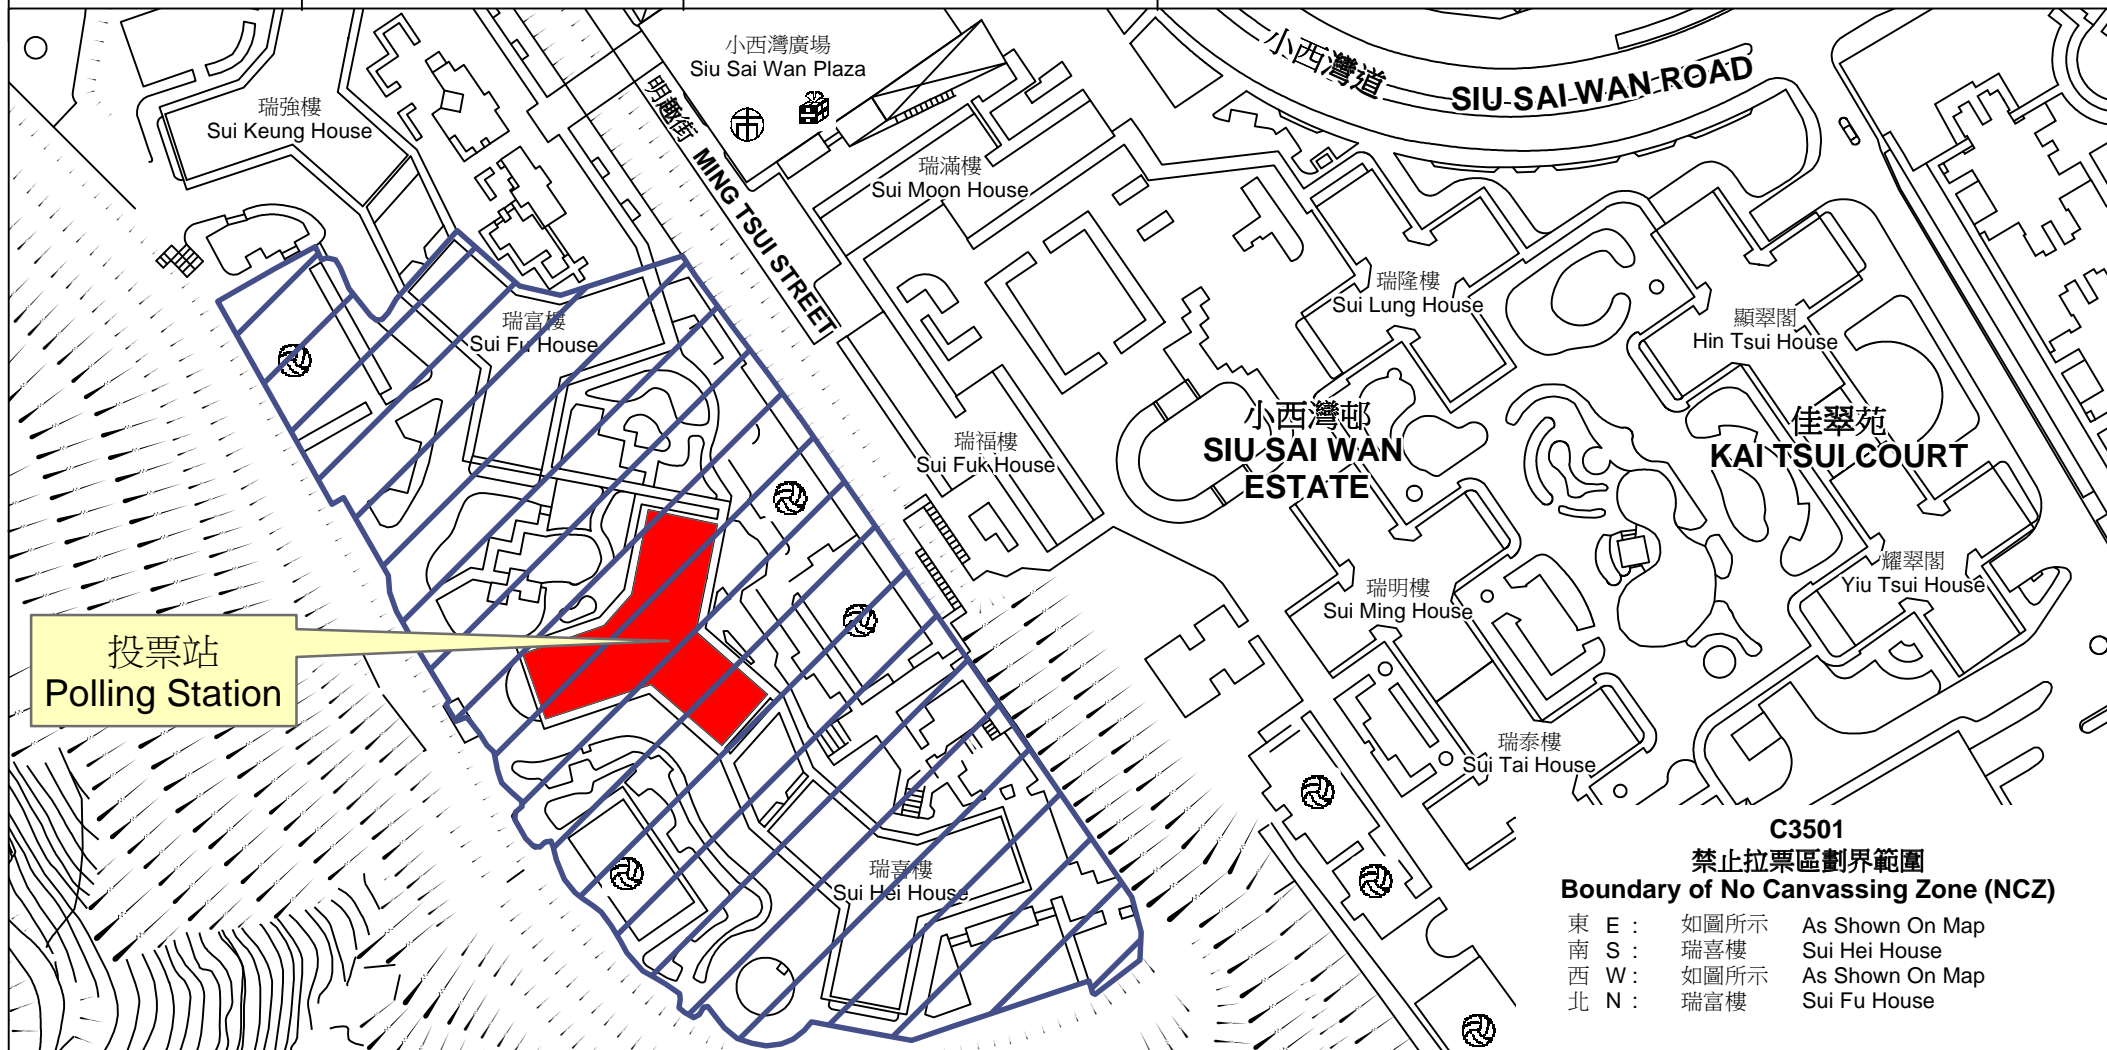 小西灣廣場
Siu Sai Wan Plaza
小西灣道 SIU SAI WAN ROAD
瑞強樓
Sui Keung House
明趣街 MING TSUI STREET
瑞滿樓
Sui Moon House
瑞隆樓
Sui Lung House
瑞富樓
Sui Fu House
顯翠閣
Hin Tsui House
小西灣邨
SIU SAI WAN
ESTATE
佳翠苑
KAI TSUI COURT
瑞福樓
Sui Fuk House
瑞明樓
Sui Ming House
耀翠閣
Yiu Tsui House
投票站
Polling Station
瑞泰樓
Sui Tai House
瑞喜樓
Sui Hei House
C3501
禁止拉票區劃界範圍
Boundary of No Canvassing Zone (NCZ)
東 E : 如圖所示 As Shown On Map
南 S : 瑞喜樓 Sui Hei House
西 W : 如圖所示 As Shown On Map
北 N : 瑞富樓 Sui Fu House